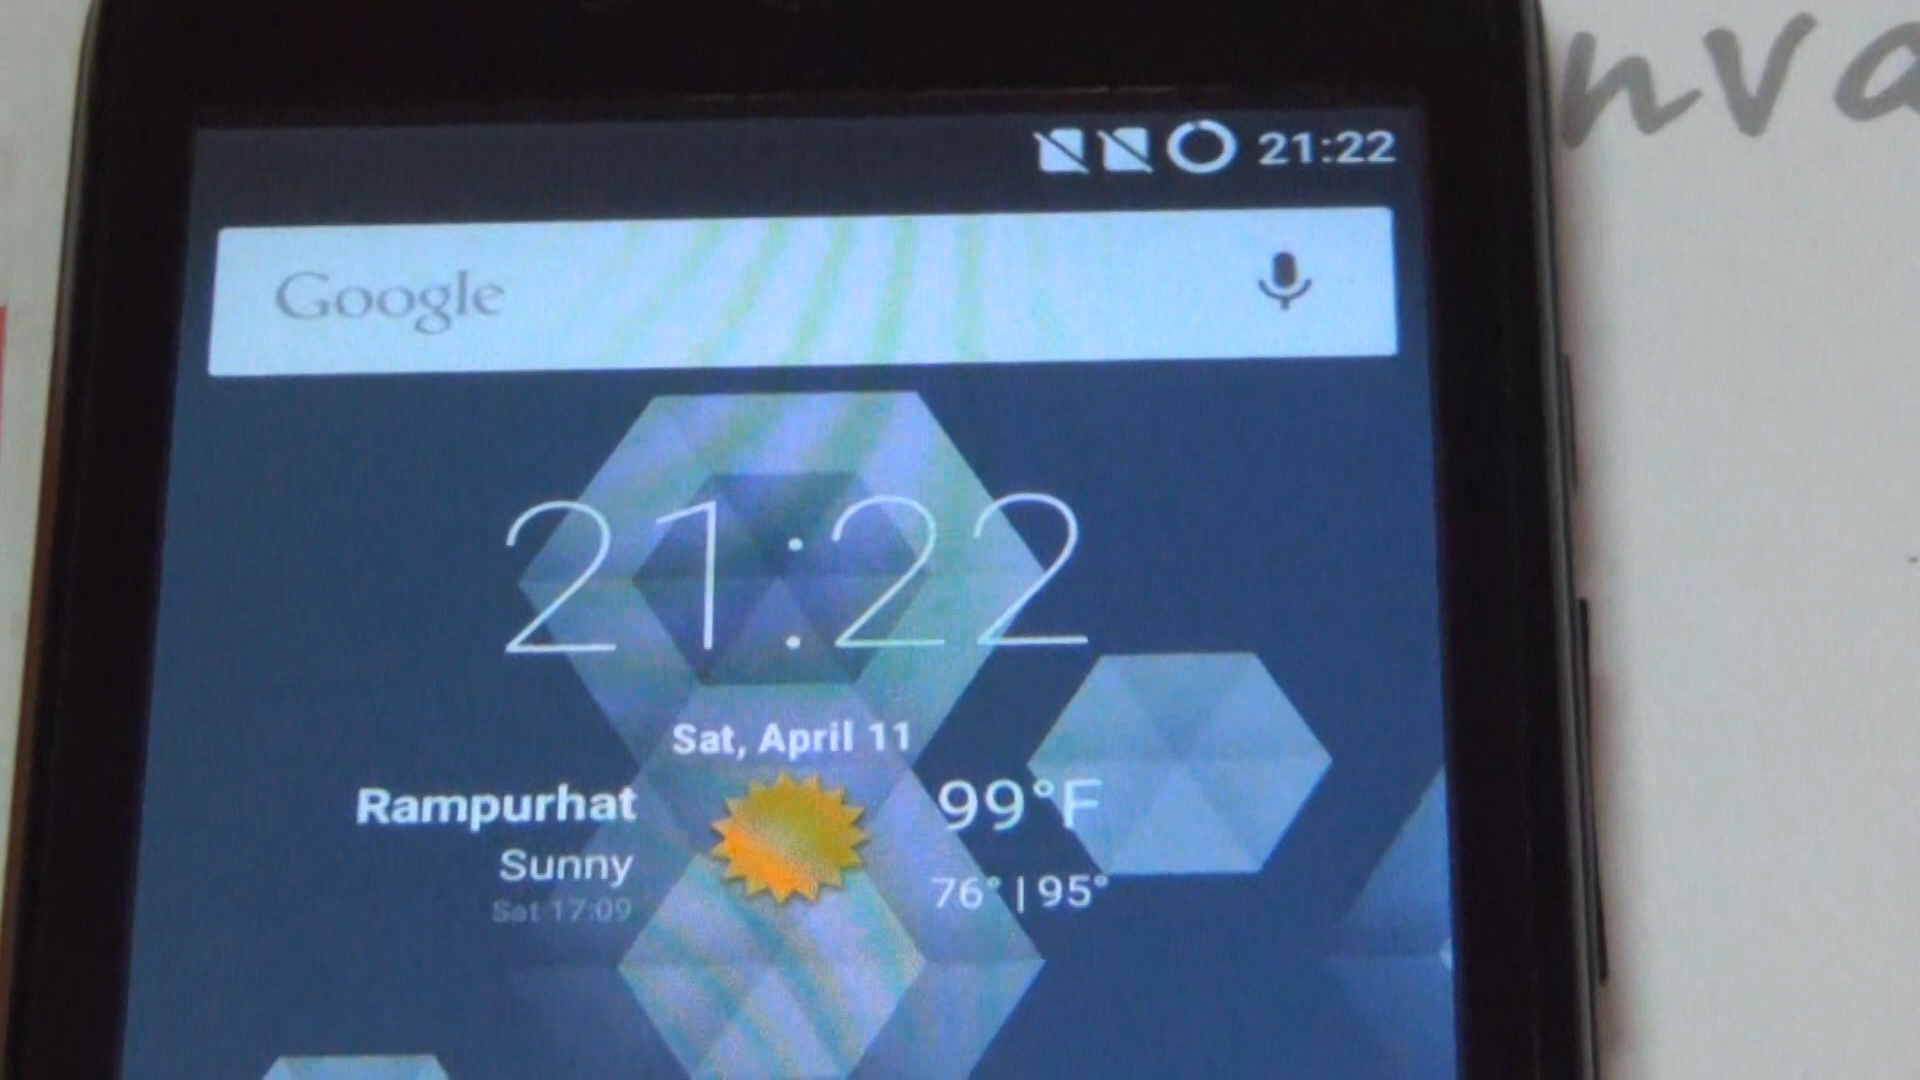 nva
21:22
Google
21:22
Sat, April 11
Rampurhat
99°F
Sunny
76° | 95°
Sat 17:09